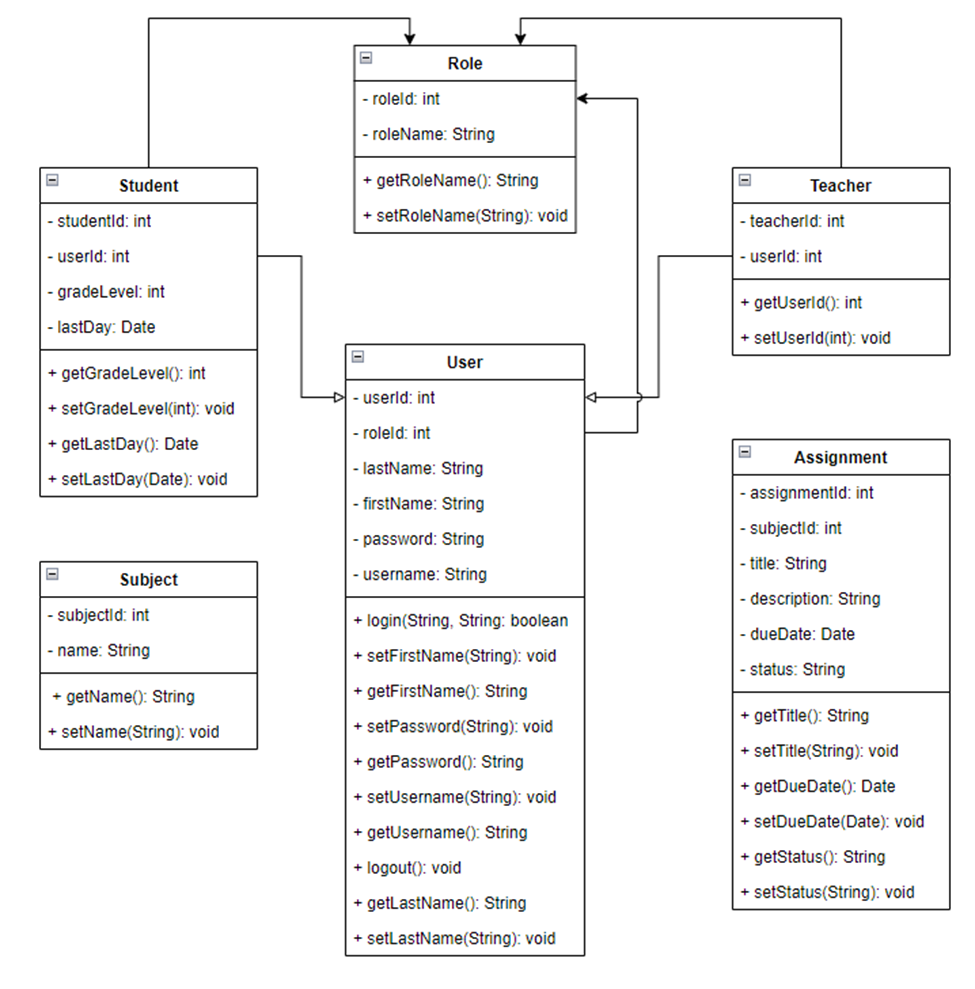 Role
- roleId: int
- roleName: String
+ getRoleName(): String
+ setRoleName(String): void
Student
- studentId: int
- userId: int
- gradeLevel: int
- lastDay: Date
+ getGradeLevel(): int
+ setGradeLevel(int): void
+ getLastDay(): Date
+ setLastDay(Date): void
Teacher
- teacherId: int
- userId: int
+ getUserId(): int
+ setUserId(int): void
User
- userId: int
- roleId: int
- lastName: String
- firstName: String
- password: String
- username: String
+ login(String, String: boolean
+ setFirstName(String): void
+ getFirstName(): String
+ setPassword(String): void
+ getPassword(): String
+ setUsername(String): void
+ getUsername(): String
+ logout(): void
+ getLastName(): String
+ setLastName(String): void
Subject
- subjectId: int
- name: String
+ getName(): String
+ setName(String): void
Assignment
- assignmentId: int
- subjectId: int
- title: String
- description: String
- dueDate: Date
- status: String
+ getTitle(): String
+ setTitle(String): void
+ getDueDate(): Date
+ setDueDate(Date): void
+ getStatus(): String
+ setStatus(String): void